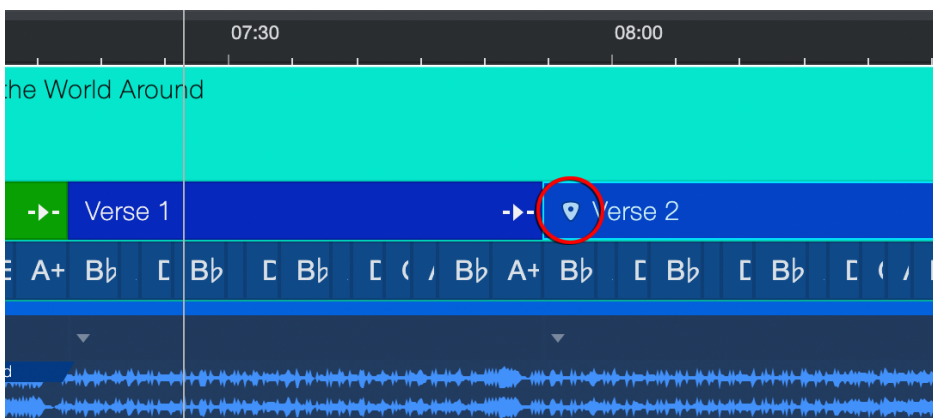 07:30 08:00
the World Around
Verse 1 Verse 2
A+ B♭ B♭ B♭ B♭ A+ B♭ B♭ B♭